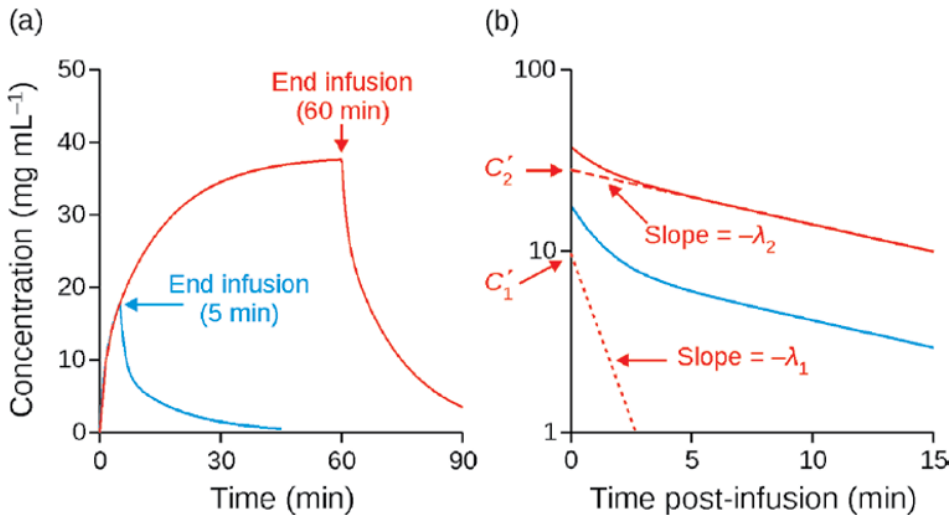 (a)
50
40
30
20
10
0
0
30
60
90
Concentration (mg mL⁻¹)
Time (min)
End infusion
(60 min)
End infusion
(5 min)
(b)
100
10
1
0
5
10
15
C₂′
C₁′
Slope = –λ₂
Slope = –λ₁
Time post-infusion (min)